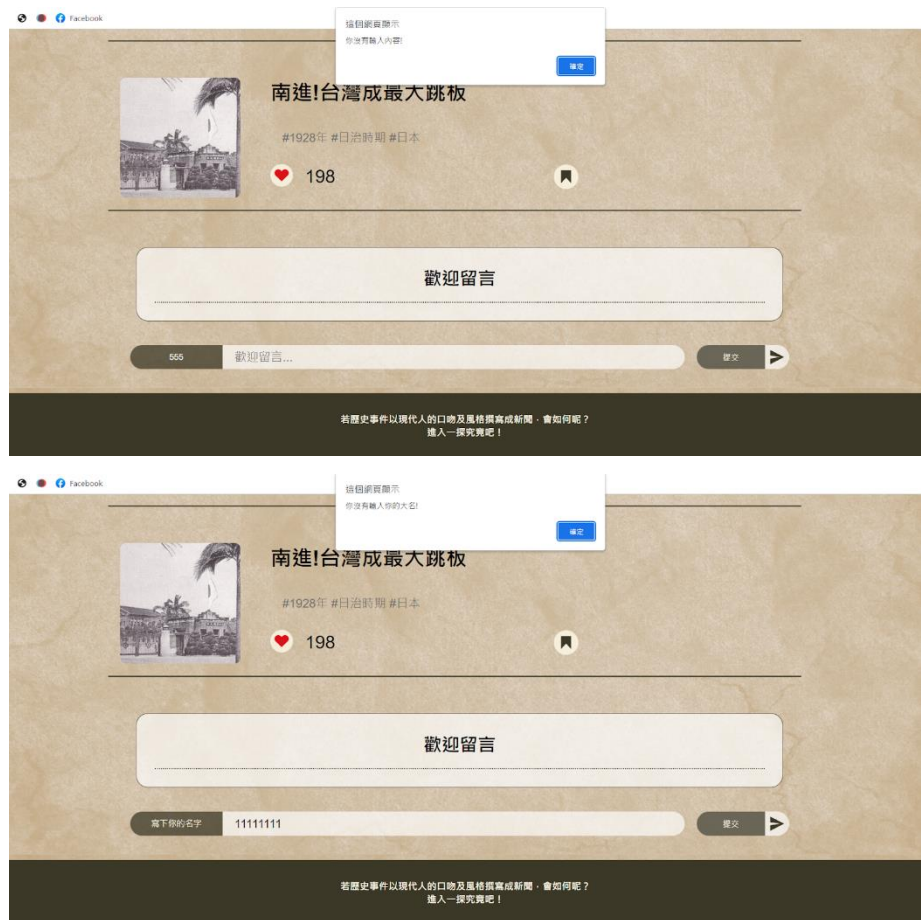 Facebook
這個網頁顯示
你沒有輸入內容!
確定
南進!台灣成最大跳板
#1928年 #日治時期 #日本
198
歡迎留言
555
歡迎留言...
提交
若歷史事件以現代人的口吻及風格撰寫成新聞，會如何呢？
進入一探究竟吧！
Facebook
這個網頁顯示
你沒有輸入你的大名!
確定
南進!台灣成最大跳板
#1928年 #日治時期 #日本
198
歡迎留言
寫下你的名字
11111111
提交
若歷史事件以現代人的口吻及風格撰寫成新聞，會如何呢？
進入一探究竟吧！